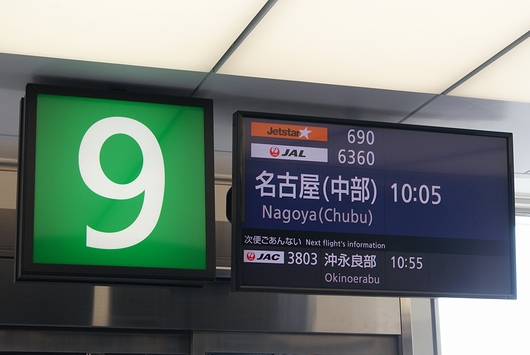 9
Jetstar 690
JAL 6360
名古屋(中部) 10:05
Nagoya(Chubu)
次便ごあんない Next flight's information
JAC 3803 沖永良部 10:55
Okinoerabu